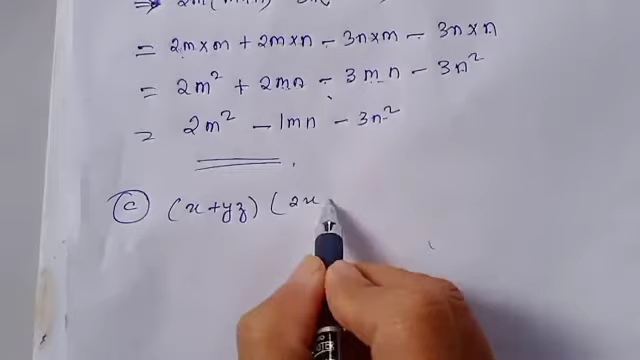 = 2m×m + 2m×n - 3n×m - 3n×n
= 2m² + 2mn - 3mn - 3n²
= 2m² - 1mn - 3n²
(c) (x+yz) (2x